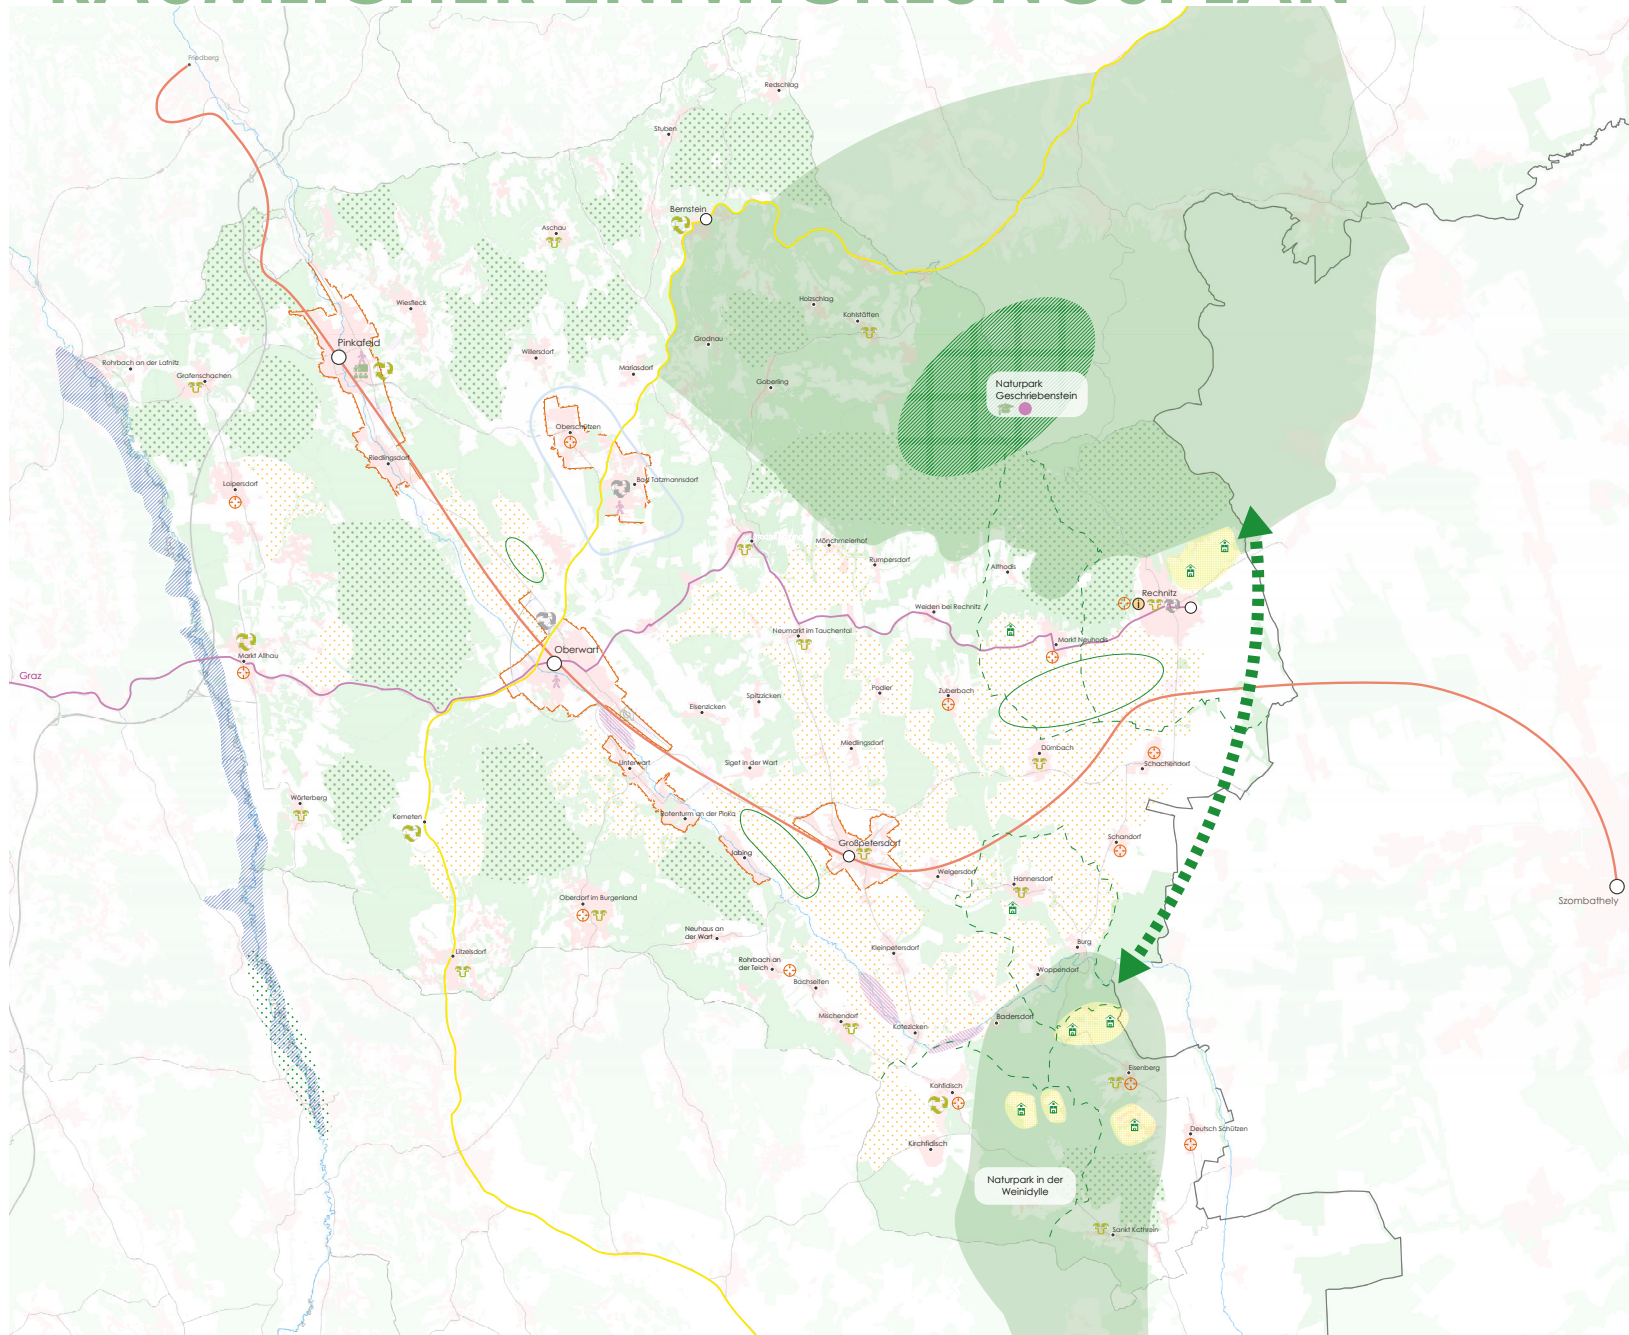 RÄUMLICHER ENTWICKLUNGSPLAN
Friedberg
Redschlag
Stuben
Bernstein
Aschau
Wiesfleck
Holzschlag
Kohlstätten
Pinkafeld
Grodnau
Willersdorf
Rohrbach an der Lafnitz
Grafenschachen
Mariasdorf
Goberling
Naturpark
Geschriebenstein
Oberschützen
Riedlingsdorf
Loipersdorf
Bad Tatzmannsdorf
Mönchmeierhof
Rumpersdorf
Althodis
Rechnitz
Weiden bei Rechnitz
Neumarkt im Tauchental
Markt Neuhodis
Oberwart
Markt Allhau
Graz
Podler
Zuberbach
Spitzzicken
Eisenzicken
Miedlingsdorf
Dürnbach
Siget in der Wart
Unterwart
Schachendorf
Wörterberg
Kemeten
Rotenturm an der Pinka
Schandorf
Großpetersdorf
Jabing
Welgersdorf
Hannersdorf
Szombathely
Oberdorf im Burgenland
Neuhaus an
der Wart
Litzelsdorf
Kleinpetersdorf
Burg
Rohrbach an
der Teich
Woppendorf
Bachselten
Mischendorf
Kotezicken
Badersdorf
Eisenberg
Kohfidisch
Deutsch Schützen
Kirchfidisch
Naturpark in der
Weinidylle
Sankt Kathrein